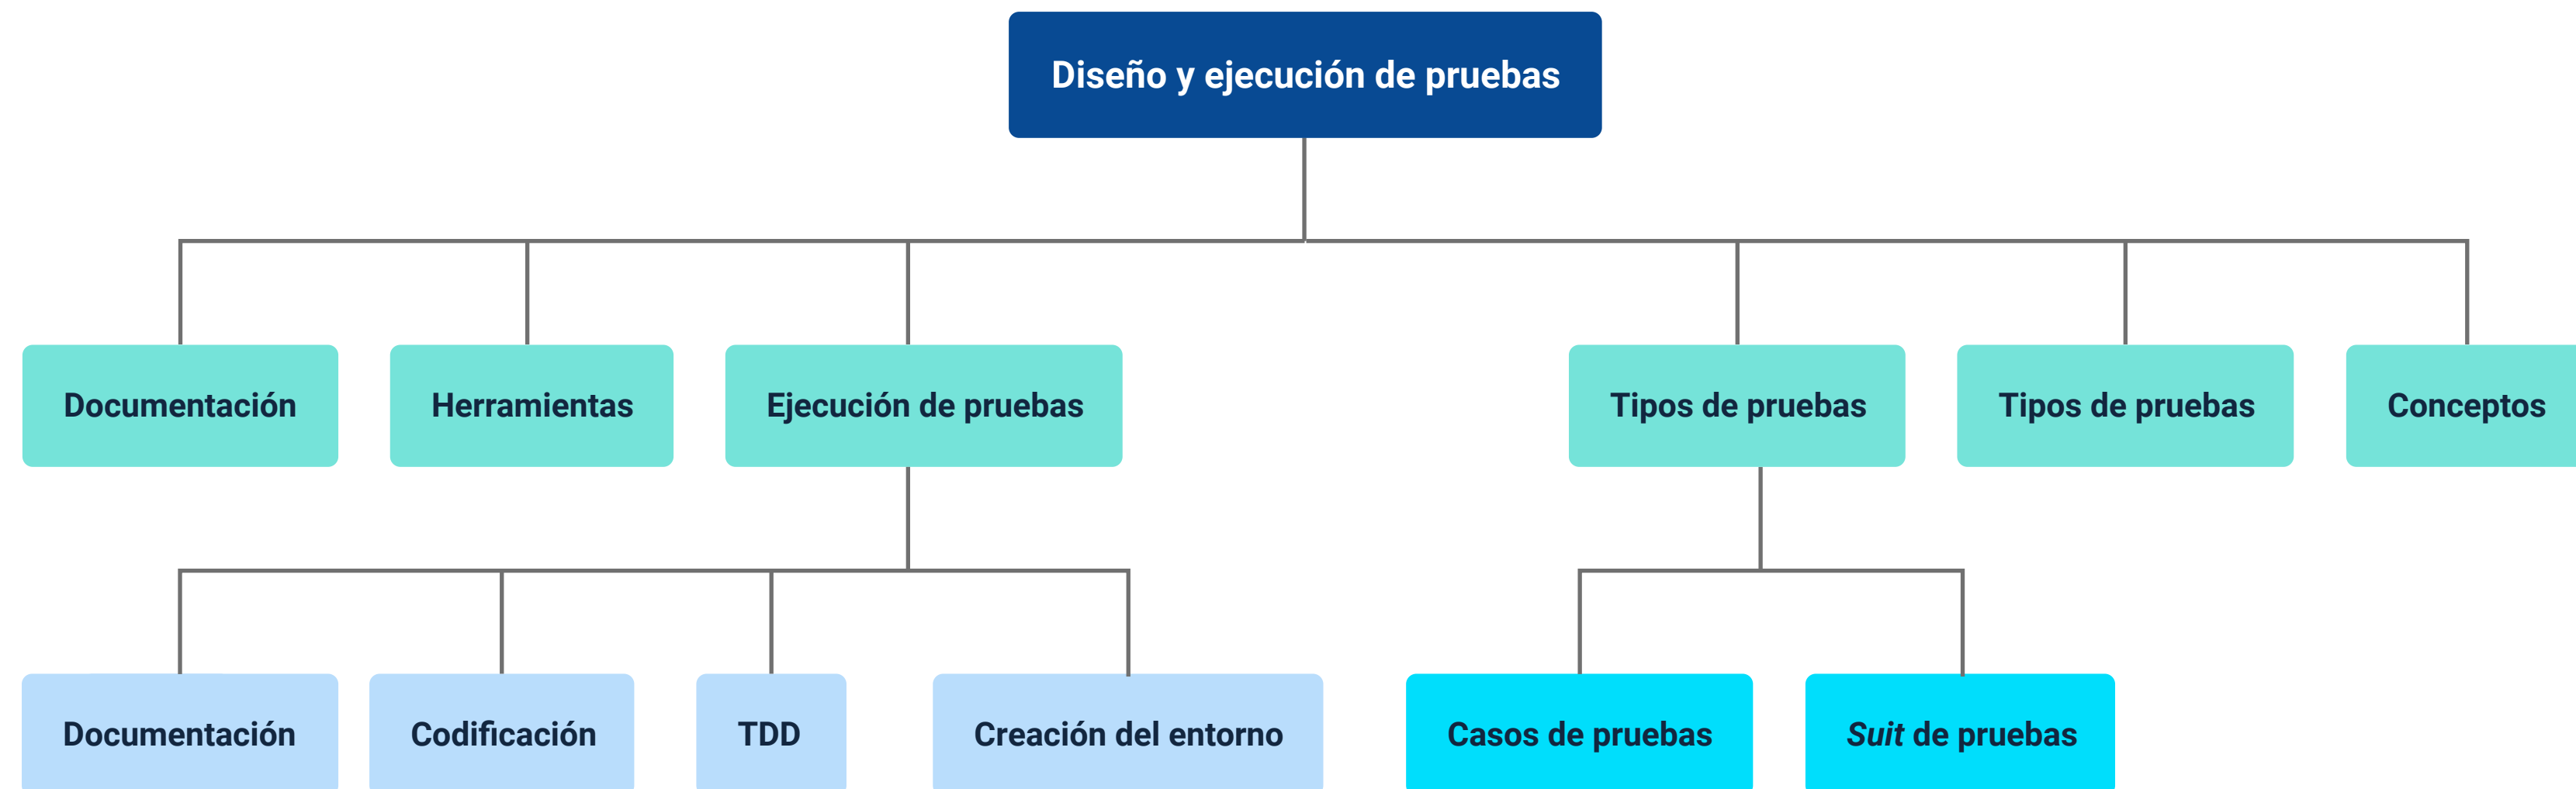 Diseño y ejecución de pruebas
Documentación
Herramientas
Ejecución de pruebas
Tipos de pruebas
Tipos de pruebas
Conceptos
Documentación
Codificación
TDD
Creación del entorno
Casos de pruebas
Suit de pruebas